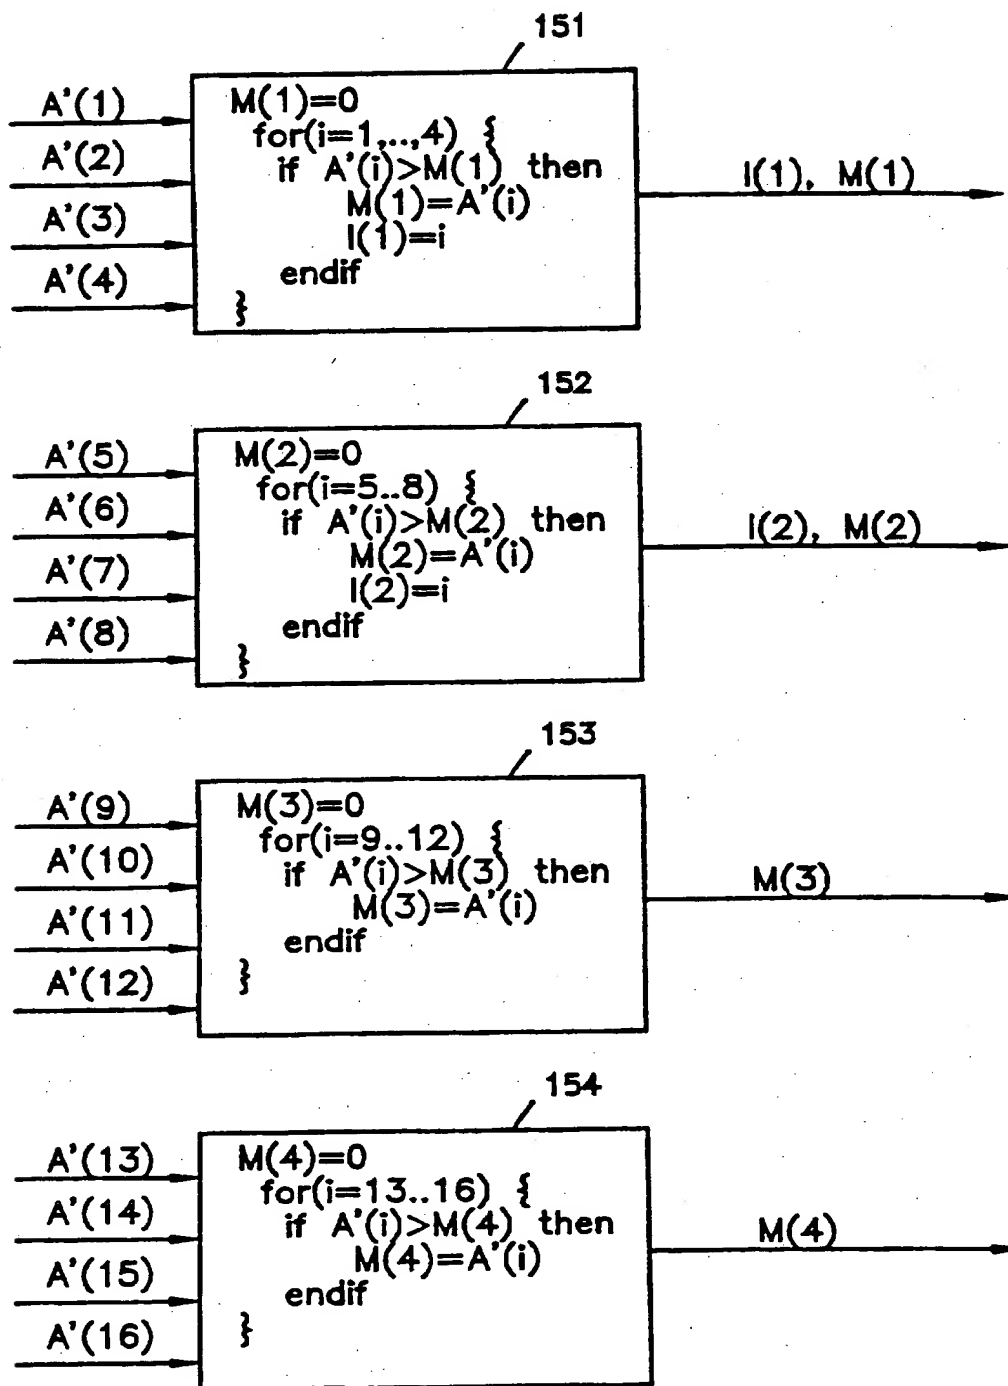 151
A'(1)
A'(2)
A'(3)
A'(4)
M(1)=0
for(i=1,..,4) {
if A'(i)>M(1) then
M(1)=A'(i)
I(1)=i
endif
}
I(1), M(1)
152
A'(5)
A'(6)
A'(7)
A'(8)
M(2)=0
for(i=5..8) {
if A'(i)>M(2) then
M(2)=A'(i)
I(2)=i
endif
}
I(2), M(2)
153
A'(9)
A'(10)
A'(11)
A'(12)
M(3)=0
for(i=9..12) {
if A'(i)>M(3) then
M(3)=A'(i)
endif
}
M(3)
154
A'(13)
A'(14)
A'(15)
A'(16)
M(4)=0
for(i=13..16) {
if A'(i)>M(4) then
M(4)=A'(i)
endif
}
M(4)